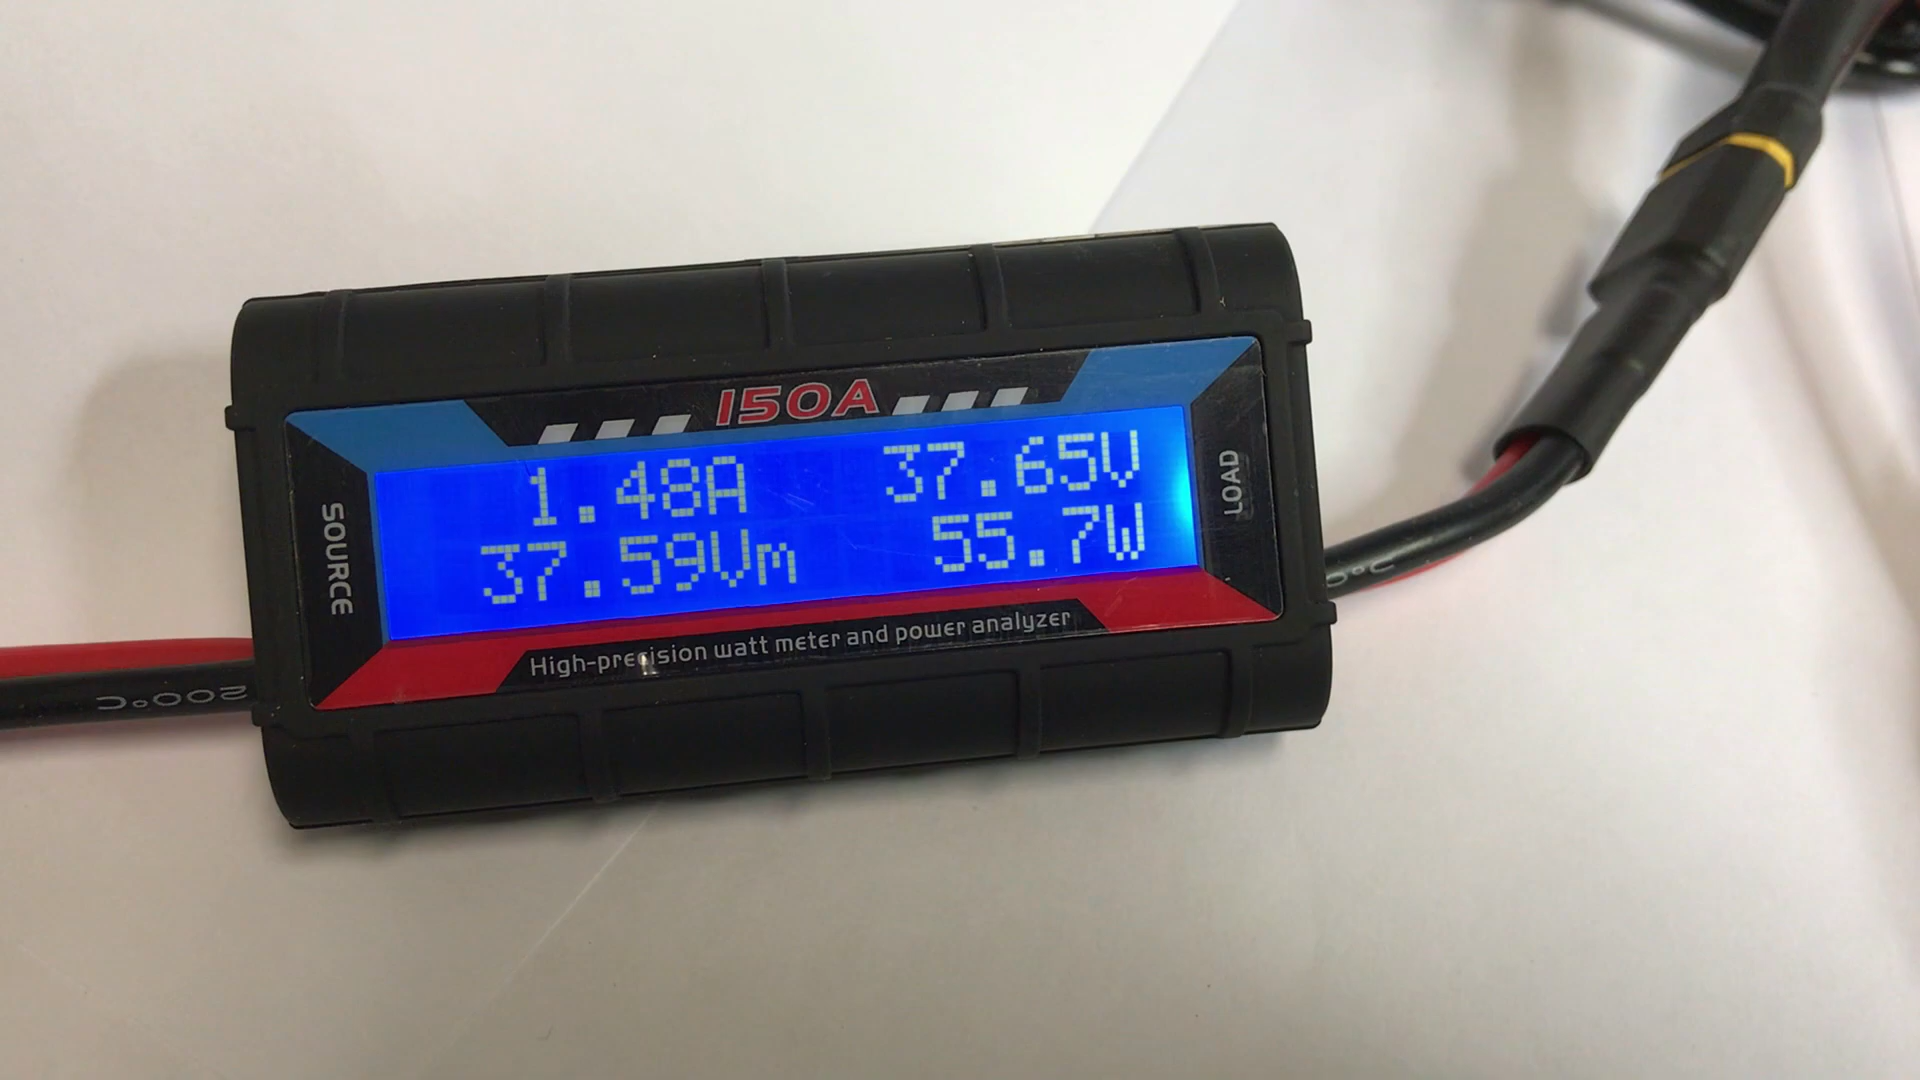 150A
SOURCE
1.48A 37.65V
37.59Vm 55.7W
LOAD
High-precision watt meter and power analyzer
200°C